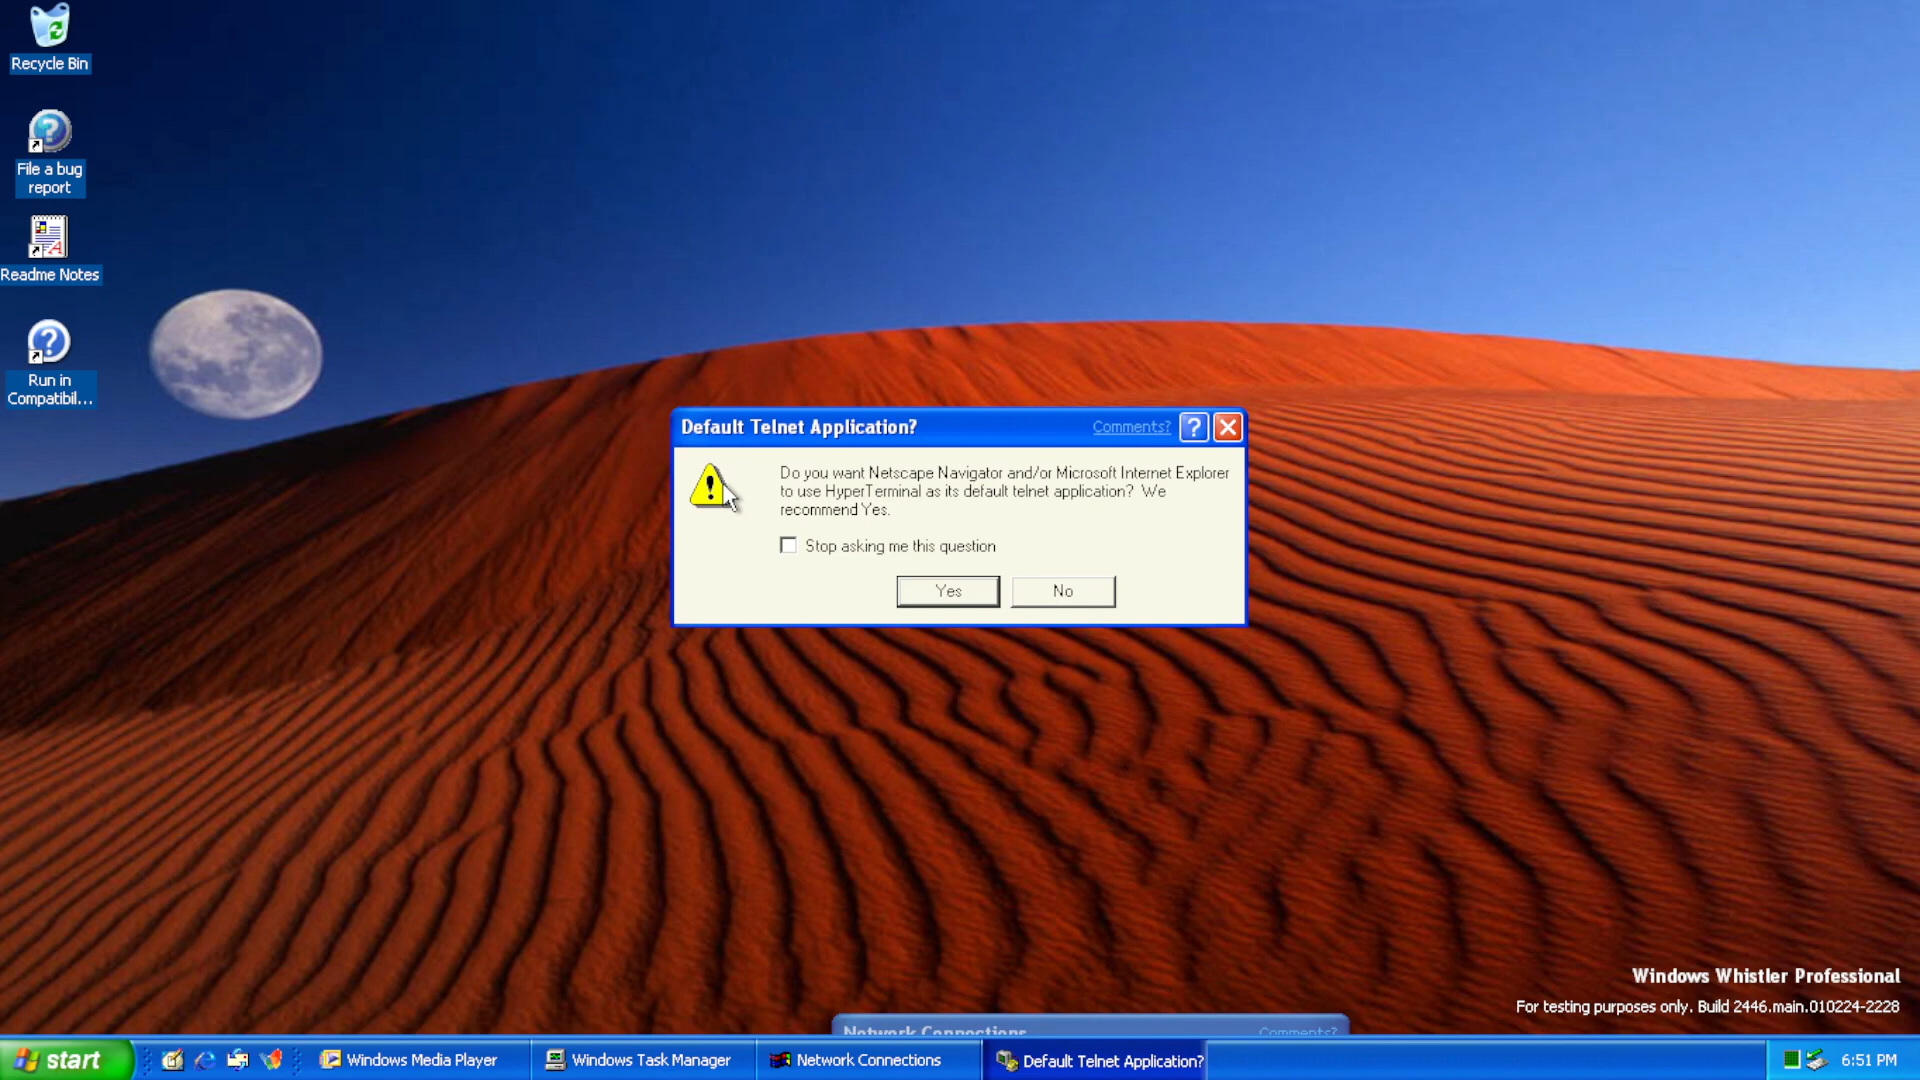 Recycle Bin
File a bug
report
Readme Notes
Run in
Compatibil...
Default Telnet Application?
Comments?
Do you want Netscape Navigator and/or Microsoft Internet Explorer
to use HyperTerminal as its default telnet application? We
recommend Yes.
Stop asking me this question
Yes
No
Windows Whistler Professional
For testing purposes only. Build 2446.main.010224-2228
Network Connections
Comments?
start
Windows Media Player
Windows Task Manager
Network Connections
Default Telnet Application?
6:51 PM